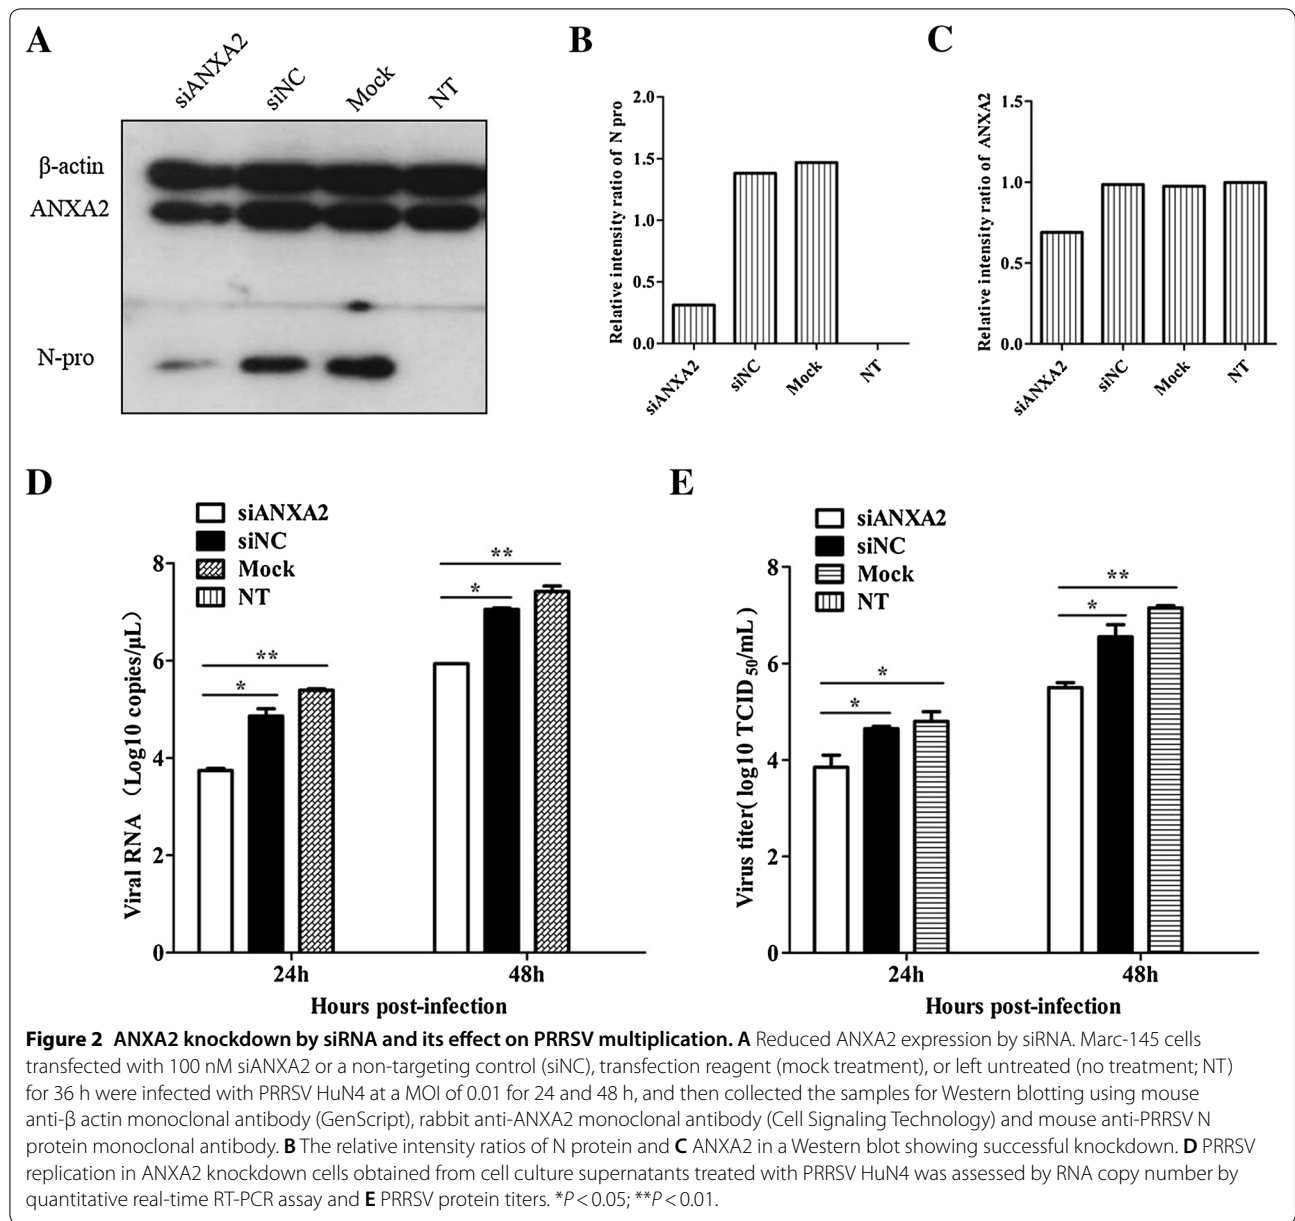 A
siANXA2
siNC
Mock
NT
β-actin
ANXA2
N-pro
B
Relative intensity ratio of N pro
2.0
1.5
1.0
0.5
0.0
siANXA2
siNC
Mock
NT
C
Relative intensity ratio of ANXA2
1.5
1.0
0.5
0.0
siANXA2
siNC
Mock
NT
D
siANXA2
siNC
Mock
NT
Viral RNA （Log10 copies/μL)
8
6
4
2
0
*
**
*
**
24h
48h
Hours post-infection
E
siANXA2
siNC
Mock
NT
Virus titer( log10 TCID50/mL )
8
6
4
2
0
*
*
*
**
24h
48h
Hours post-infection
Figure 2 ANXA2 knockdown by siRNA and its effect on PRRSV multiplication. A Reduced ANXA2 expression by siRNA. Marc-145 cells
transfected with 100 nM siANXA2 or a non-targeting control (siNC), transfection reagent (mock treatment), or left untreated (no treatment; NT)
for 36 h were infected with PRRSV HuN4 at a MOI of 0.01 for 24 and 48 h, and then collected the samples for Western blotting using mouse
anti-β actin monoclonal antibody (GenScript), rabbit anti-ANXA2 monoclonal antibody (Cell Signaling Technology) and mouse anti-PRRSV N
protein monoclonal antibody. B The relative intensity ratios of N protein and C ANXA2 in a Western blot showing successful knockdown. D PRRSV
replication in ANXA2 knockdown cells obtained from cell culture supernatants treated with PRRSV HuN4 was assessed by RNA copy number by
quantitative real-time RT-PCR assay and E PRRSV protein titers. *P < 0.05; **P < 0.01.